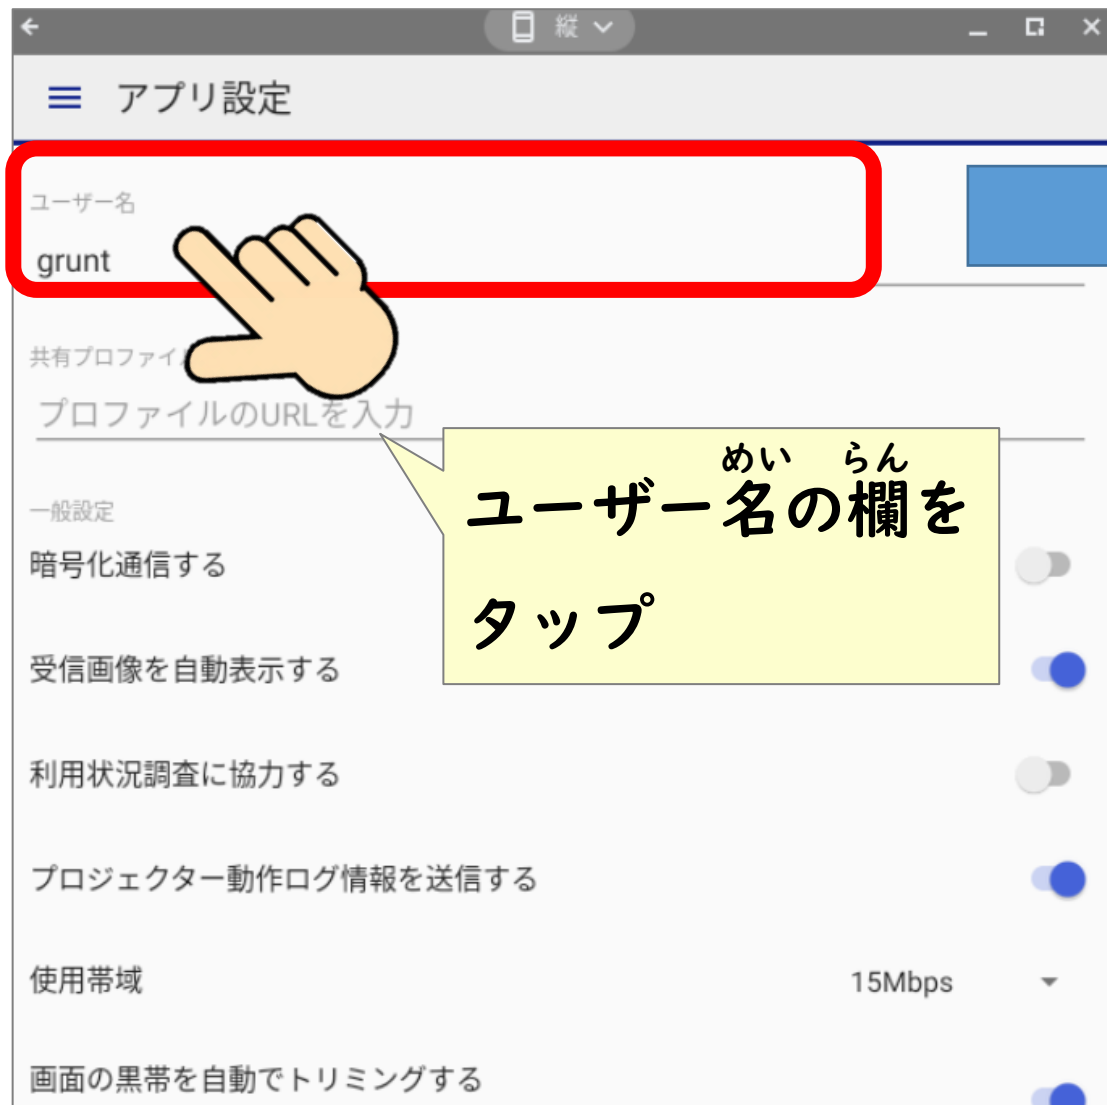 縦
アプリ設定
ユーザー名
grunt
共有プロファイ
プロファイルのURLを入力
めい らん
ユーザー名の欄を
タップ
一般設定
暗号化通信する
受信画像を自動表示する
利用状況調査に協力する
プロジェクター動作ログ情報を送信する
使用帯域
15Mbps
画面の黒帯を自動でトリミングする